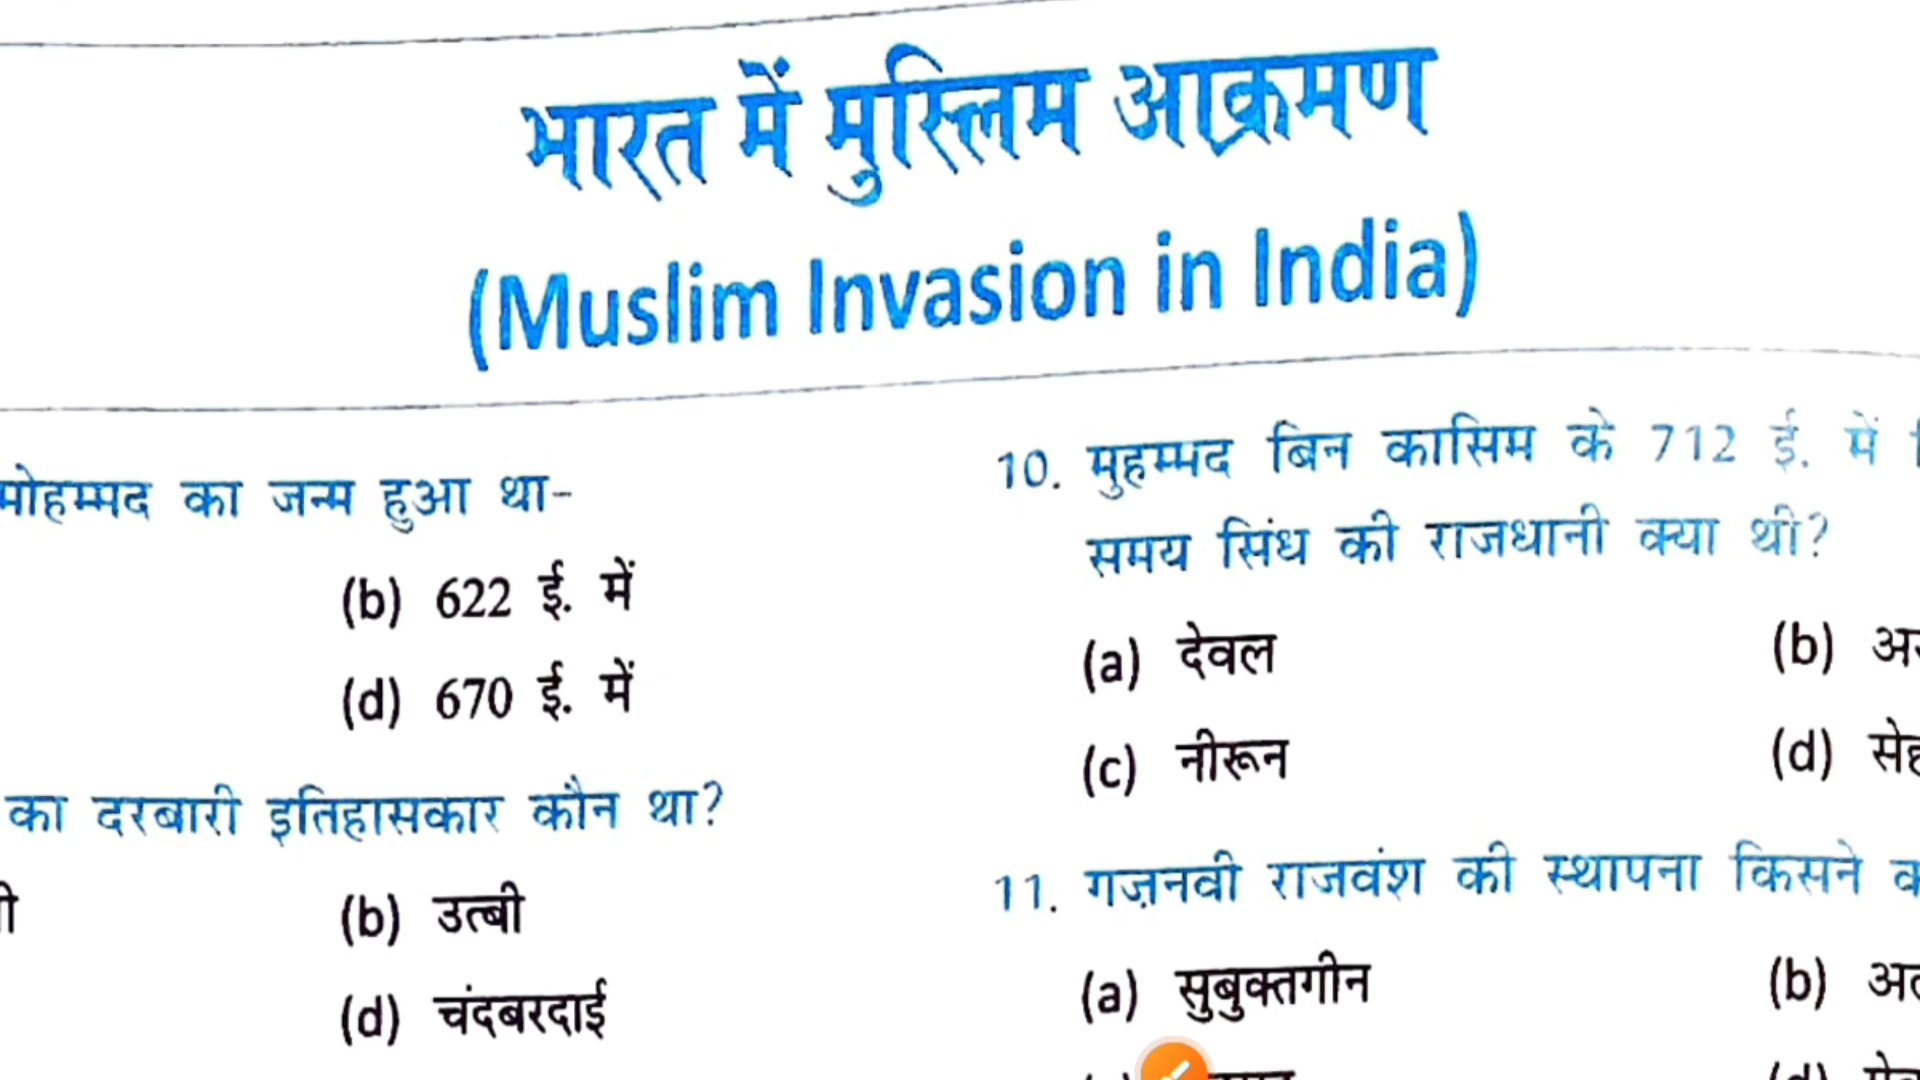 भारत में मुस्लिम आक्रमण
(Muslim Invasion in India)
मोहम्मद का जन्म हुआ था-
(b) 622 ई. में
(d) 670 ई. में
का दरबारी इतिहासकार कौन था?
(b) उत्बी
(d) चंदबरदाई
10. मुहम्मद बिन कासिम के 712 ई. में
समय सिंध की राजधानी क्या थी?
(a) देवल (b)
(c) नीरून (d)
11. गज़नवी राजवंश की स्थापना किसने
(a) सुबुक्तगीन (b)
(d)